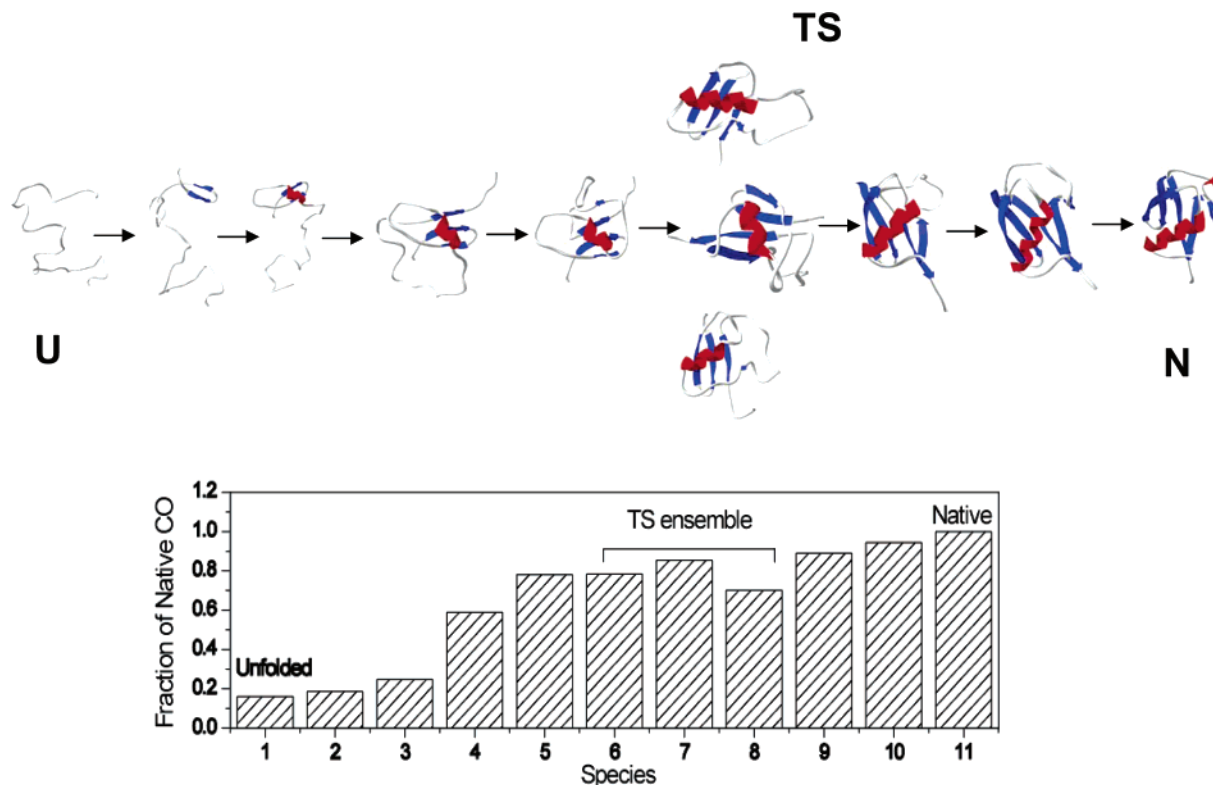 TS
U
N
Fraction of Native CO
1.2
1.0
0.8
0.6
0.4
0.2
0.0
Unfolded
TS ensemble
Native
1 2 3 4 5 6 7 8 9 10 11
Species